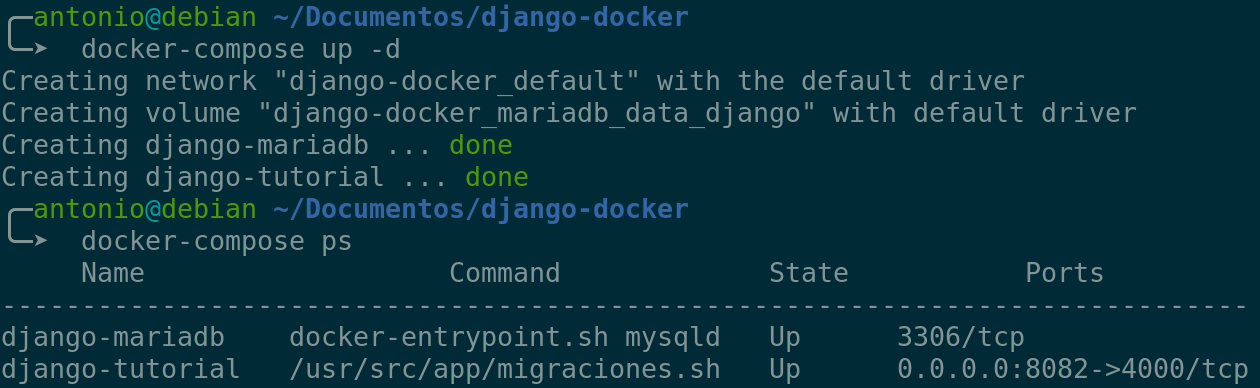 antonio@debian ~/Documentos/django-docker
➤ docker-compose up -d
Creating network "django-docker_default" with the default driver
Creating volume "django-docker_mariadb_data_django" with default driver
Creating django-mariadb ... done
Creating django-tutorial ... done
antonio@debian ~/Documentos/django-docker
➤ docker-compose ps
Name Command State Ports
------------------------------------------------------------------------------
django-mariadb docker-entrypoint.sh mysqld Up 3306/tcp
django-tutorial /usr/src/app/migraciones.sh Up 0.0.0.0:8082->4000/tcp